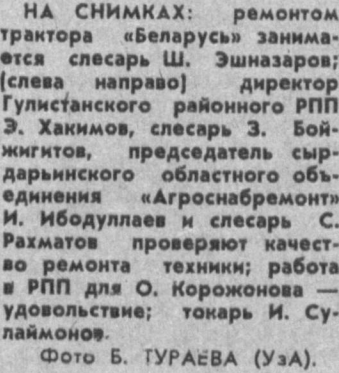 НА СНИМКАХ: ремонтом
трактора «Беларусь» занима-
ется слесарь Ш. Эшназаров;
(слева направо) директор
Гулистанского районного РПП
Э. Хакимов, слесарь З. Бой-
жигитов, председатель сыр-
дарьинского областного объ-
единения «Агроснабремонт»
И. Ибодуллаев и слесарь С.
Рахматов проверяют качест-
во ремонта техники; работа
в РПП для О. Корожонова —
удовольствие; токарь И. Су-
лаймонов.
Фото Б. ТУРАЕВА (УзА).